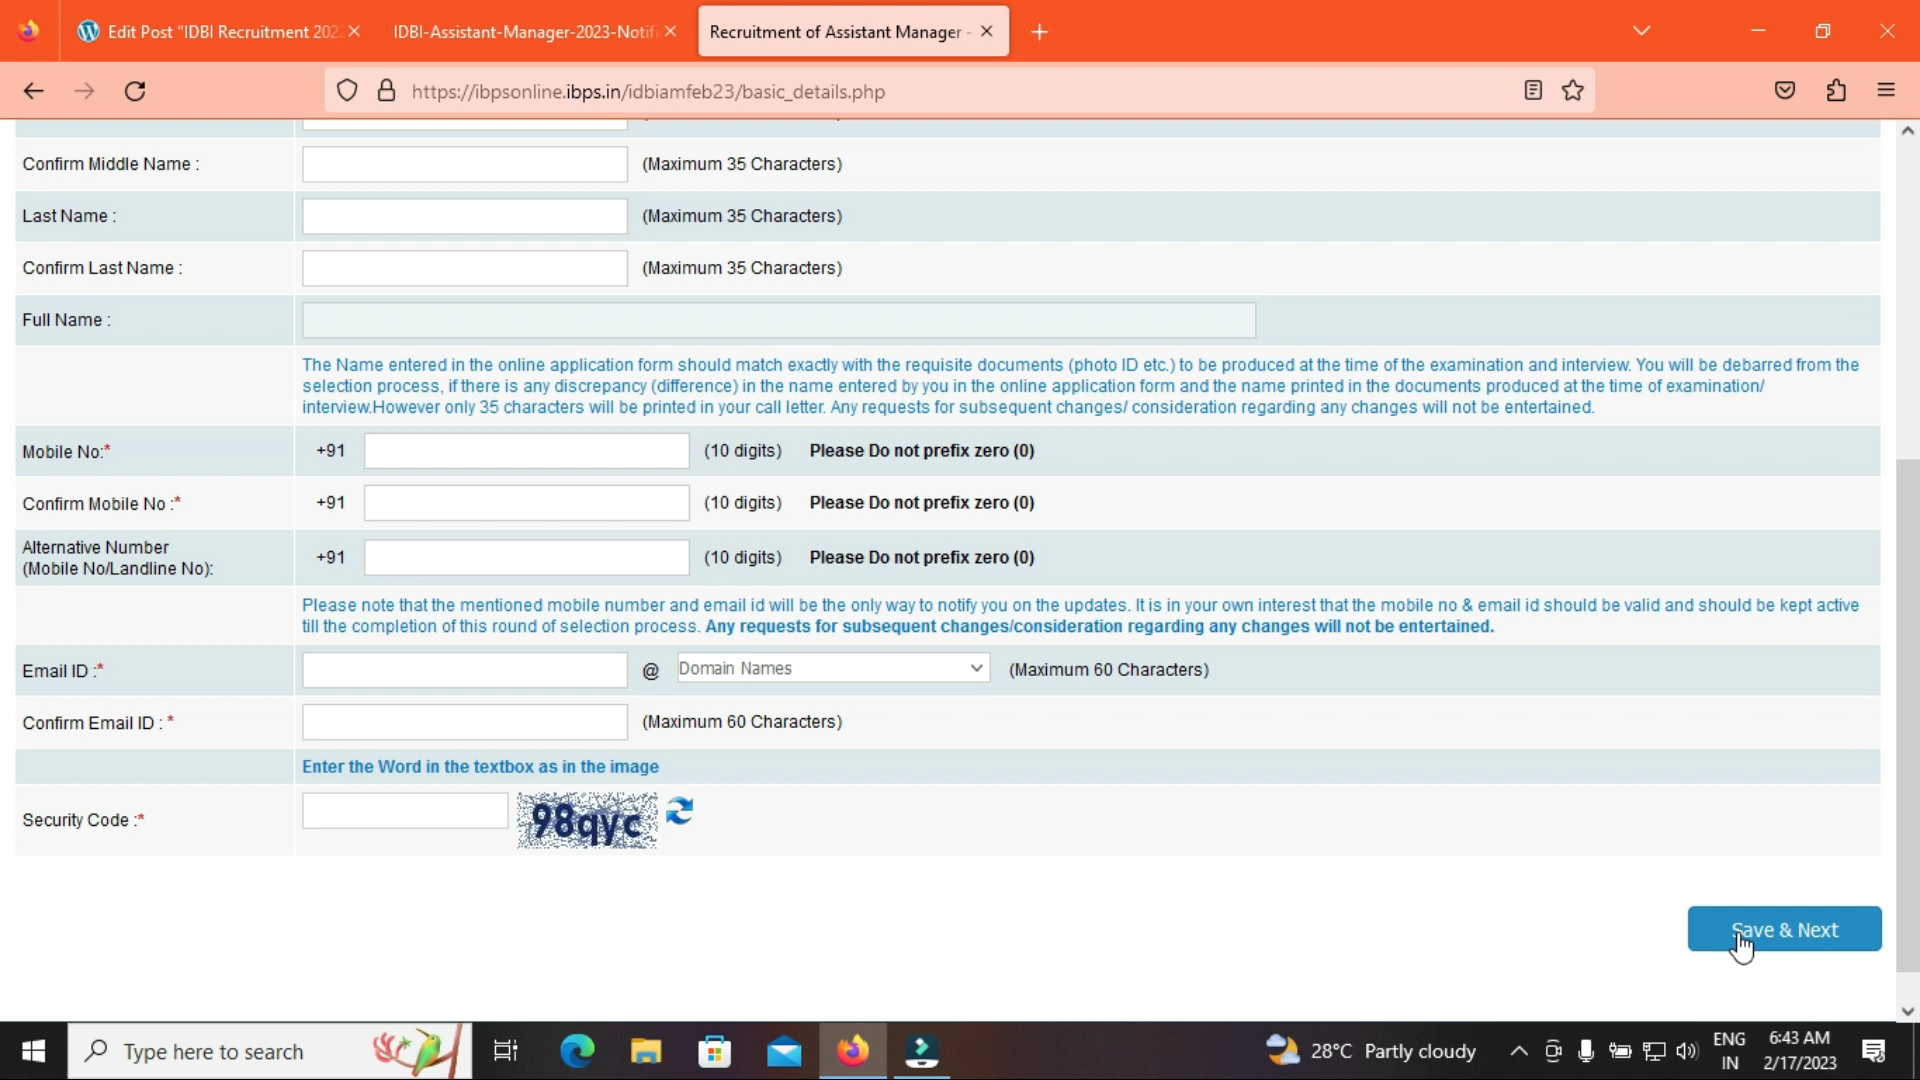 Edit Post "IDBI Recruitment 202
IDBI-Assistant-Manager-2023-Notifi
Recruitment of Assistant Manager -
https://ibpsonline.ibps.in/idbiamfeb23/basic_details.php
Confirm Middle Name :
(Maximum 35 Characters)
Last Name :
(Maximum 35 Characters)
Confirm Last Name :
(Maximum 35 Characters)
Full Name :
The Name entered in the online application form should match exactly with the requisite documents (photo ID etc.) to be produced at the time of the examination and interview. You will be debarred from the
selection process, if there is any discrepancy (difference) in the name entered by you in the online application form and the name printed in the documents produced at the time of examination/
interview.However only 35 characters will be printed in your call letter. Any requests for subsequent changes/ consideration regarding any changes will not be entertained.
Mobile No:*
+91
(10 digits)
Please Do not prefix zero (0)
Confirm Mobile No :*
+91
(10 digits)
Please Do not prefix zero (0)
Alternative Number
(Mobile No/Landline No):
+91
(10 digits)
Please Do not prefix zero (0)
Please note that the mentioned mobile number and email id will be the only way to notify you on the updates. It is in your own interest that the mobile no & email id should be valid and should be kept active
till the completion of this round of selection process. Any requests for subsequent changes/consideration regarding any changes will not be entertained.
Email ID :*
@
Domain Names
(Maximum 60 Characters)
Confirm Email ID : *
(Maximum 60 Characters)
Enter the Word in the textbox as in the image
Security Code :*
98qyc
Save & Next
Type here to search
28°C Partly cloudy
ENG
IN
6:43 AM
2/17/2023